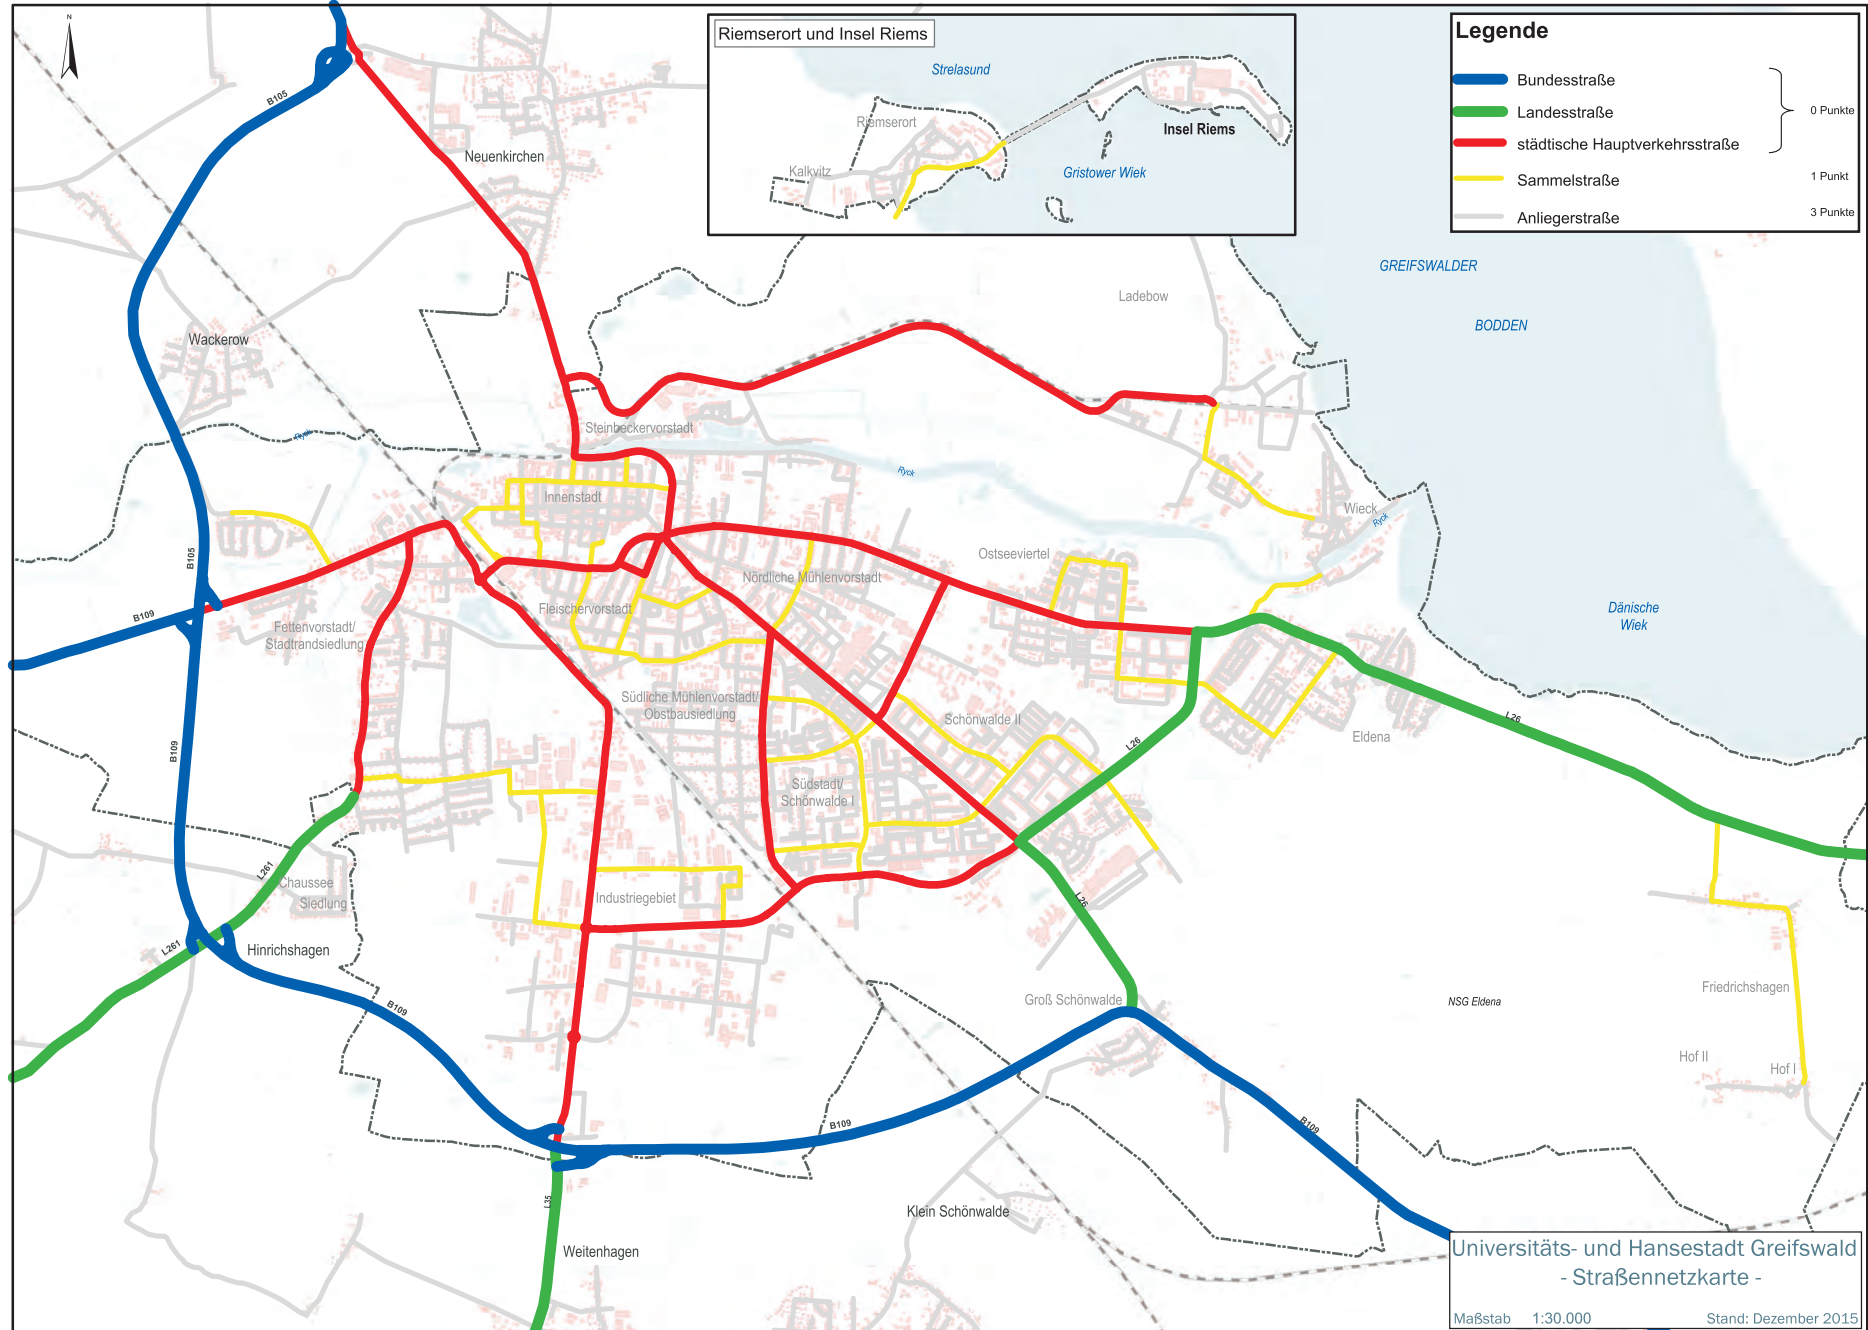 N
Riemserort und Insel Riems
Strelasund
Riemserort
Insel Riems
Kalkvitz
Gristower Wiek
Legende
Bundesstraße
Landesstraße
0 Punkte
städtische Hauptverkehrsstraße
Sammelstraße
1 Punkt
Anliegerstraße
3 Punkte
B105
Neuenkirchen
GREIFSWALDER
BODDEN
Ladebow
Wackerow
Steinbeckervorstadt
Ryck
Ryck
Innenstadt
Wieck
Ryck
B105
Ostseeviertel
Nördliche Mühlenvorstadt
B109
Fleischervorstadt
Dänische
Wiek
Fettenvorstadt/
Stadtrandsiedlung
Südliche Mühlenvorstadt/
Obstbausiedlung
Schönwalde II
L26
L26
Eldena
B109
Südstadt/
Schönwalde I
L261
Chaussee
Siedlung
Industriegebiet
L26
L261
Hinrichshagen
B109
Groß Schönwalde
NSG Eldena
Friedrichshagen
Hof II
Hof I
B109
B109
L35
Klein Schönwalde
Weitenhagen
Universitäts- und Hansestadt Greifswald
- Straßennetzkarte -
Maßstab 1:30.000 Stand: Dezember 2015